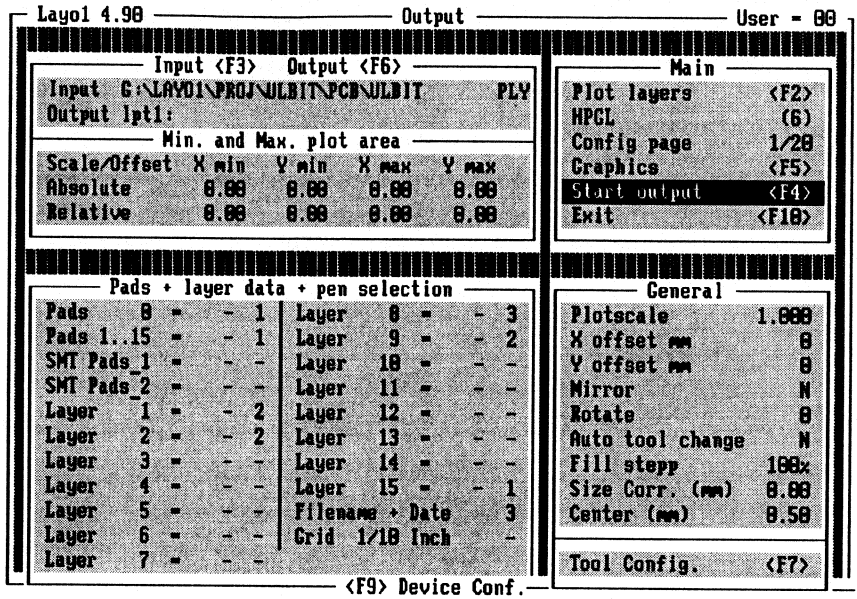 Layo1 4.90 Output User = 00
Input <F3> Output <F6>
Input G:\LAYO1\PROJ\ULBIT\PCB\ULBIT PLY
Output lpt1:
Min. and Max. plot area
Scale/Offset X min Y min X max Y max
Absolute 0.00 0.00 0.00 0.00
Relative 0.00 0.00 0.00 0.00
Main
Plot layers <F2>
HPGL (6)
Config page 1/20
Graphics <F5>
Start output <F4>
Exit <F10>
Pads + layer data + pen selection
Pads 0 = - 1
Pads 1..15 = - 1
SMT Pads_1 = - -
SMT Pads_2 = - -
Layer 1 = - 2
Layer 2 = - 2
Layer 3 = - -
Layer 4 = - -
Layer 5 = - -
Layer 6 = - -
Layer 7 = - -
Layer 8 = - 3
Layer 9 = - 2
Layer 10 = - -
Layer 11 = - -
Layer 12 = - -
Layer 13 = - -
Layer 14 = - -
Layer 15 = - 1
Filename + Date 3
Grid 1/10 Inch -
General
Plotscale 1.000
X offset mm 0
Y offset mm 0
Mirror N
Rotate 0
Auto tool change N
Fill stepp 100%
Size Corr. (mm) 0.00
Center (mm) 0.50
Tool Config. <F7>
<F9> Device Conf.